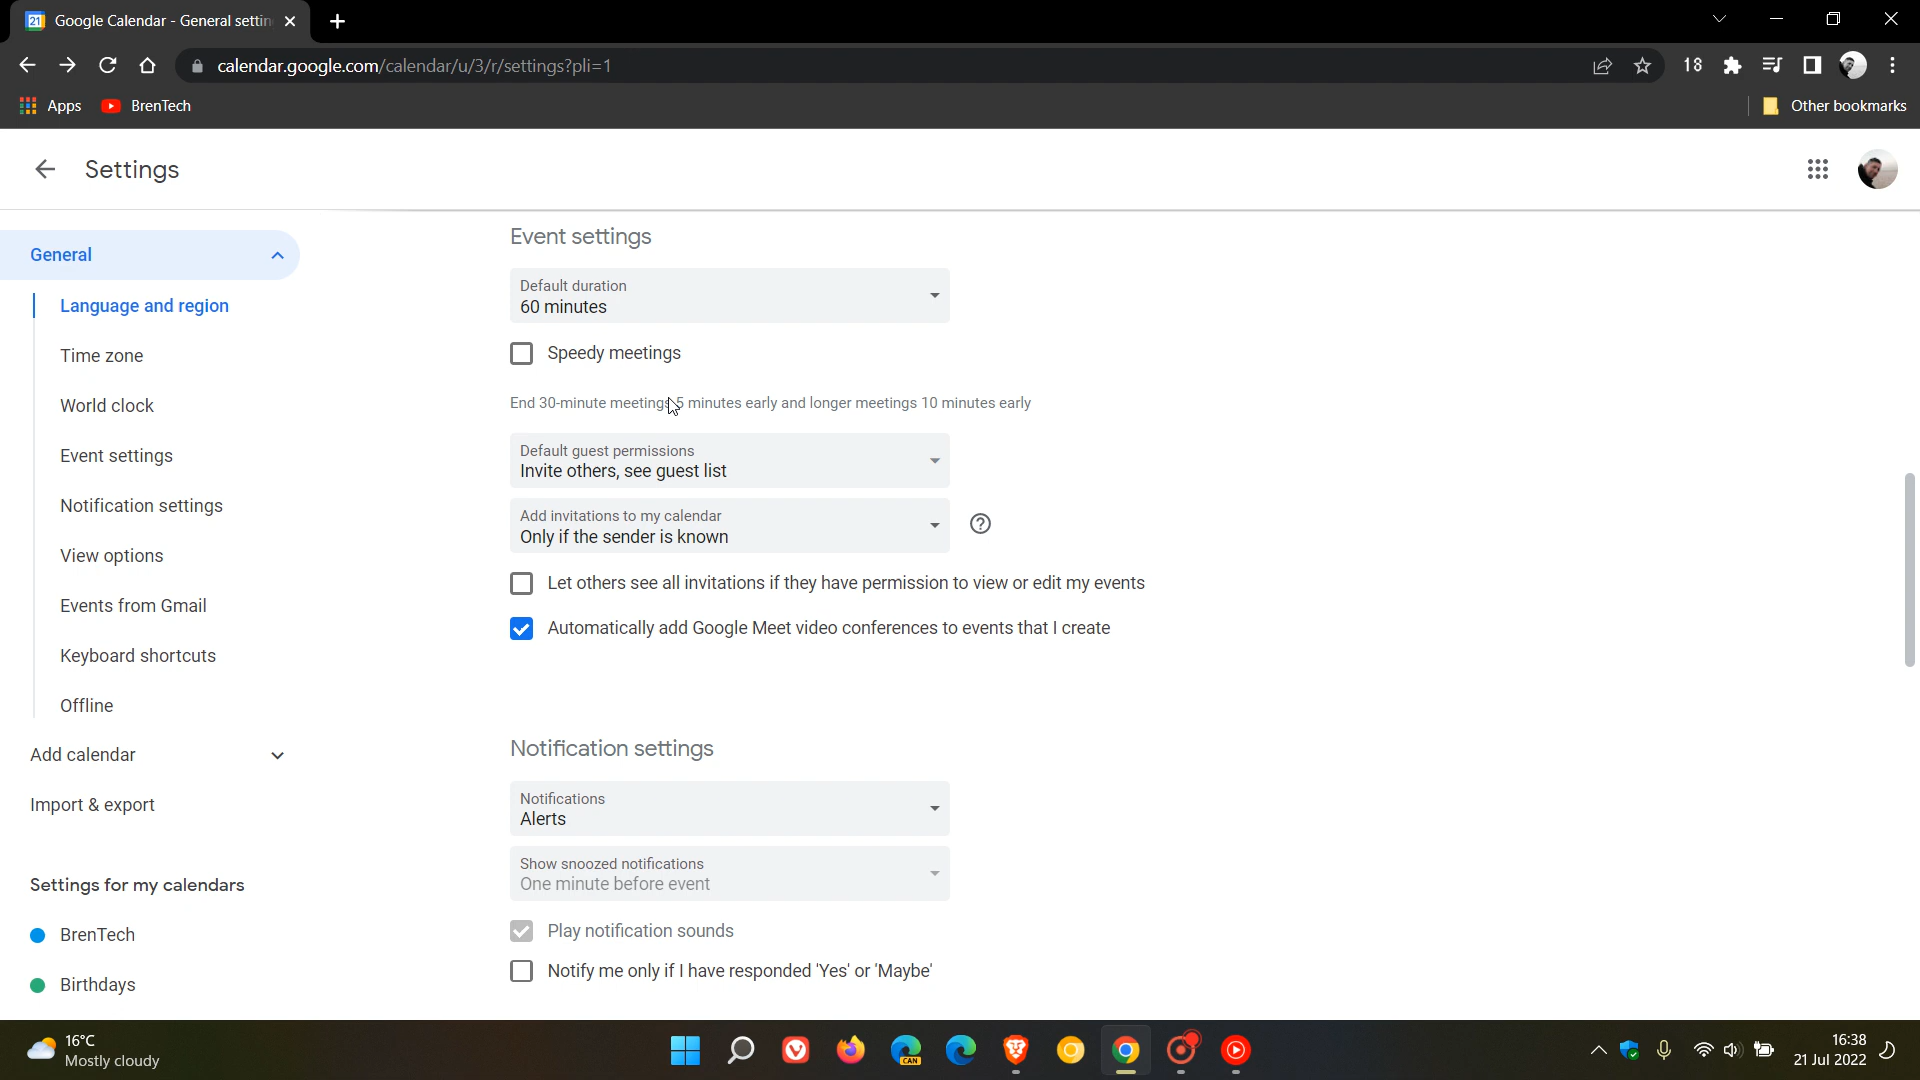 21 Google Calendar - General settin
calendar.google.com/calendar/u/3/r/settings?pli=1
18
Apps
BrenTech
Other bookmarks
Settings
General
Language and region
Time zone
World clock
Event settings
Notification settings
View options
Events from Gmail
Keyboard shortcuts
Offline
Add calendar
Import & export
Settings for my calendars
BrenTech
Birthdays
Event settings
Default duration
60 minutes
Speedy meetings
End 30-minute meetings 5 minutes early and longer meetings 10 minutes early
Default guest permissions
Invite others, see guest list
Add invitations to my calendar
Only if the sender is known
Let others see all invitations if they have permission to view or edit my events
Automatically add Google Meet video conferences to events that I create
Notification settings
Notifications
Alerts
Show snoozed notifications
One minute before event
Play notification sounds
Notify me only if I have responded 'Yes' or 'Maybe'
16°C
Mostly cloudy
CAN
16:38
21 Jul 2022